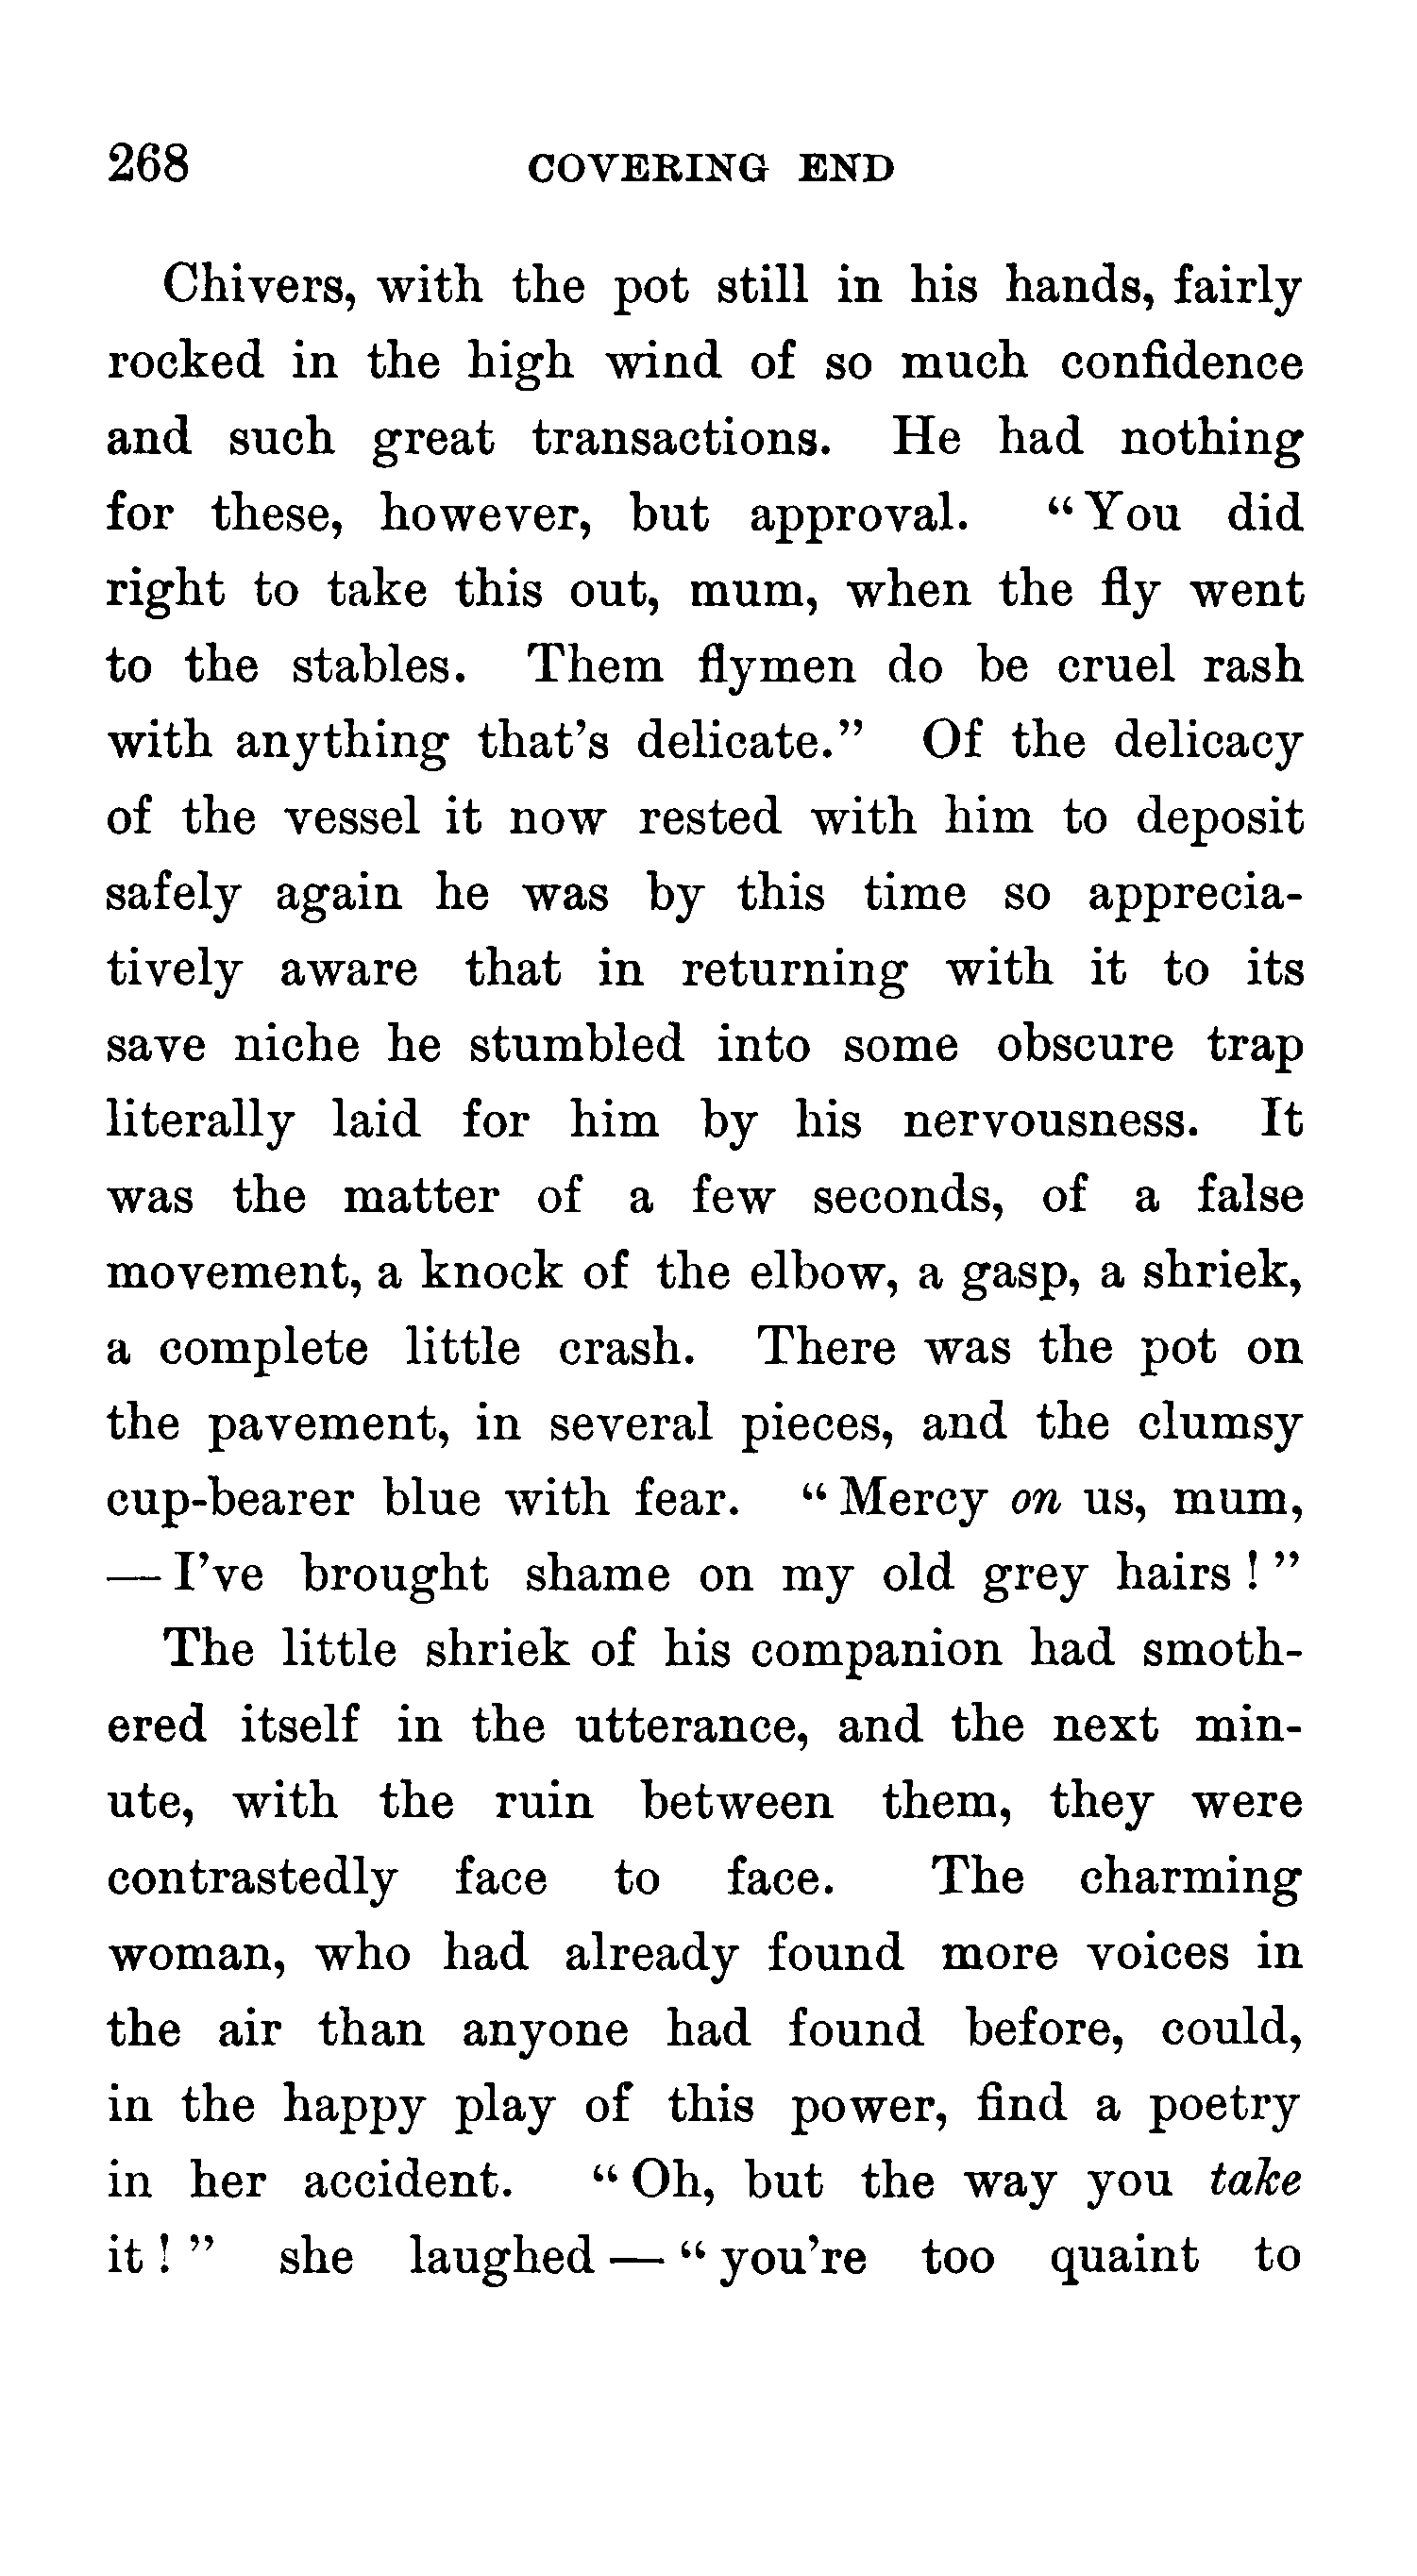 268 COVERING END
Chivers, with the pot still in his hands, fairly
rocked in the high wind of so much confidence
and such great transactions. He had nothing
for these, however, but approval. “You did
right to take this out, mum, when the fly went
to the stables. Them flymen do be cruel rash
with anything that’s delicate.” Of the delicacy
of the vessel it now rested with him to deposit
safely again he was by this time so apprecia-
tively aware that in returning with it to its
save niche he stumbled into some obscure trap
literally laid for him by his nervousness. It
was the matter of a few seconds, of a false
movement, a knock of the elbow, a gasp, a shriek,
a complete little crash. There was the pot on
the pavement, in several pieces, and the clumsy
cup-bearer blue with fear. “Mercy on us, mum,
— I’ve brought shame on my old grey hairs!”
The little shriek of his companion had smoth-
ered itself in the utterance, and the next min-
ute, with the ruin between them, they were
contrastedly face to face. The charming
woman, who had already found more voices in
the air than anyone had found before, could,
in the happy play of this power, find a poetry
in her accident. “Oh, but the way you take
it!” she laughed — “you’re too quaint to